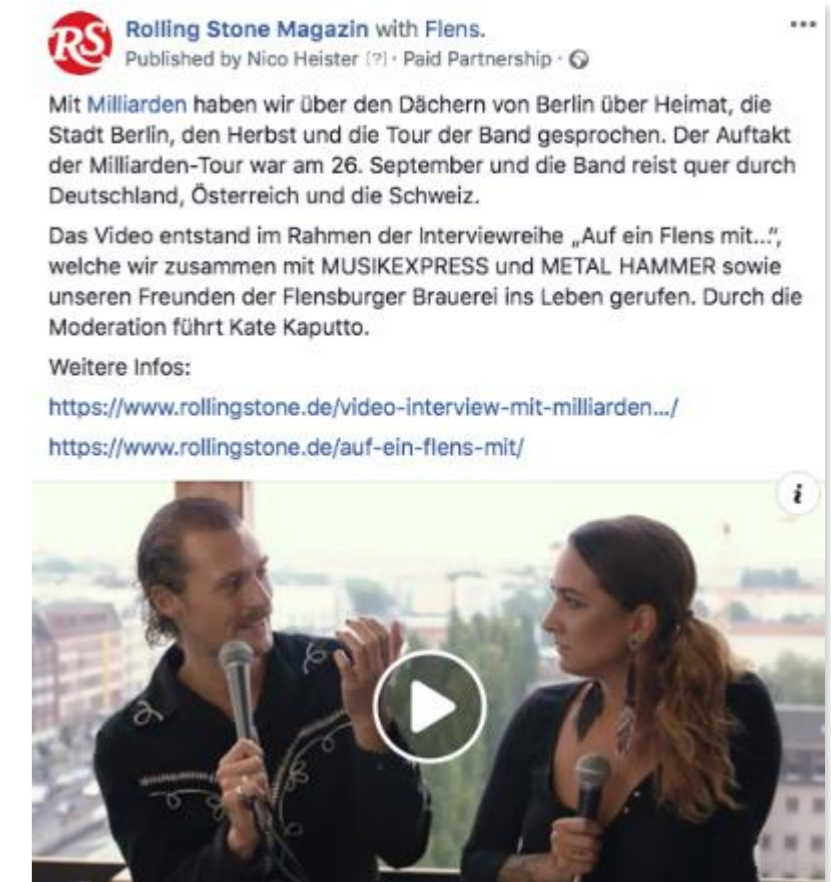 RS
Rolling Stone Magazin with Flens.
Published by Nico Heister [?] · Paid Partnership ·
Mit Milliarden haben wir über den Dächern von Berlin über Heimat, die
Stadt Berlin, den Herbst und die Tour der Band gesprochen. Der Auftakt
der Milliarden-Tour war am 26. September und die Band reist quer durch
Deutschland, Österreich und die Schweiz.
Das Video entstand im Rahmen der Interviewreihe „Auf ein Flens mit...“,
welche wir zusammen mit MUSIKEXPRESS und METAL HAMMER sowie
unseren Freunden der Flensburger Brauerei ins Leben gerufen. Durch die
Moderation führt Kate Kaputto.
Weitere Infos:
https://www.rollingstone.de/video-interview-mit-milliarden.../
https://www.rollingstone.de/auf-ein-flens-mit/
i